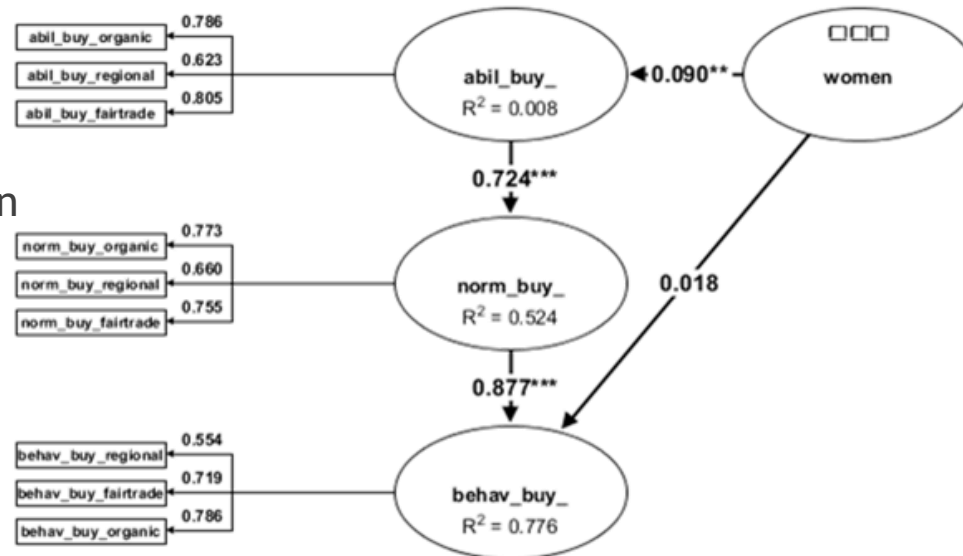 0.786
abil_buy_organic
0.623
abil_buy_regional
0.805
abil_buy_fairtrade
abil_buy_
R² = 0.008
0.090**
women
0.724***
n
0.773
norm_buy_organic
0.660
norm_buy_regional
0.755
norm_buy_fairtrade
norm_buy_
R² = 0.524
0.018
0.877***
0.554
behav_buy_regional
0.719
behav_buy_fairtrade
0.786
behav_buy_organic
behav_buy_
R² = 0.776